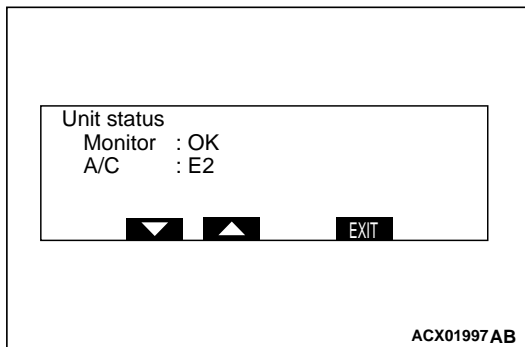 Unit status
Monitor : OK
A/C : E2
EXIT
ACX01997AB